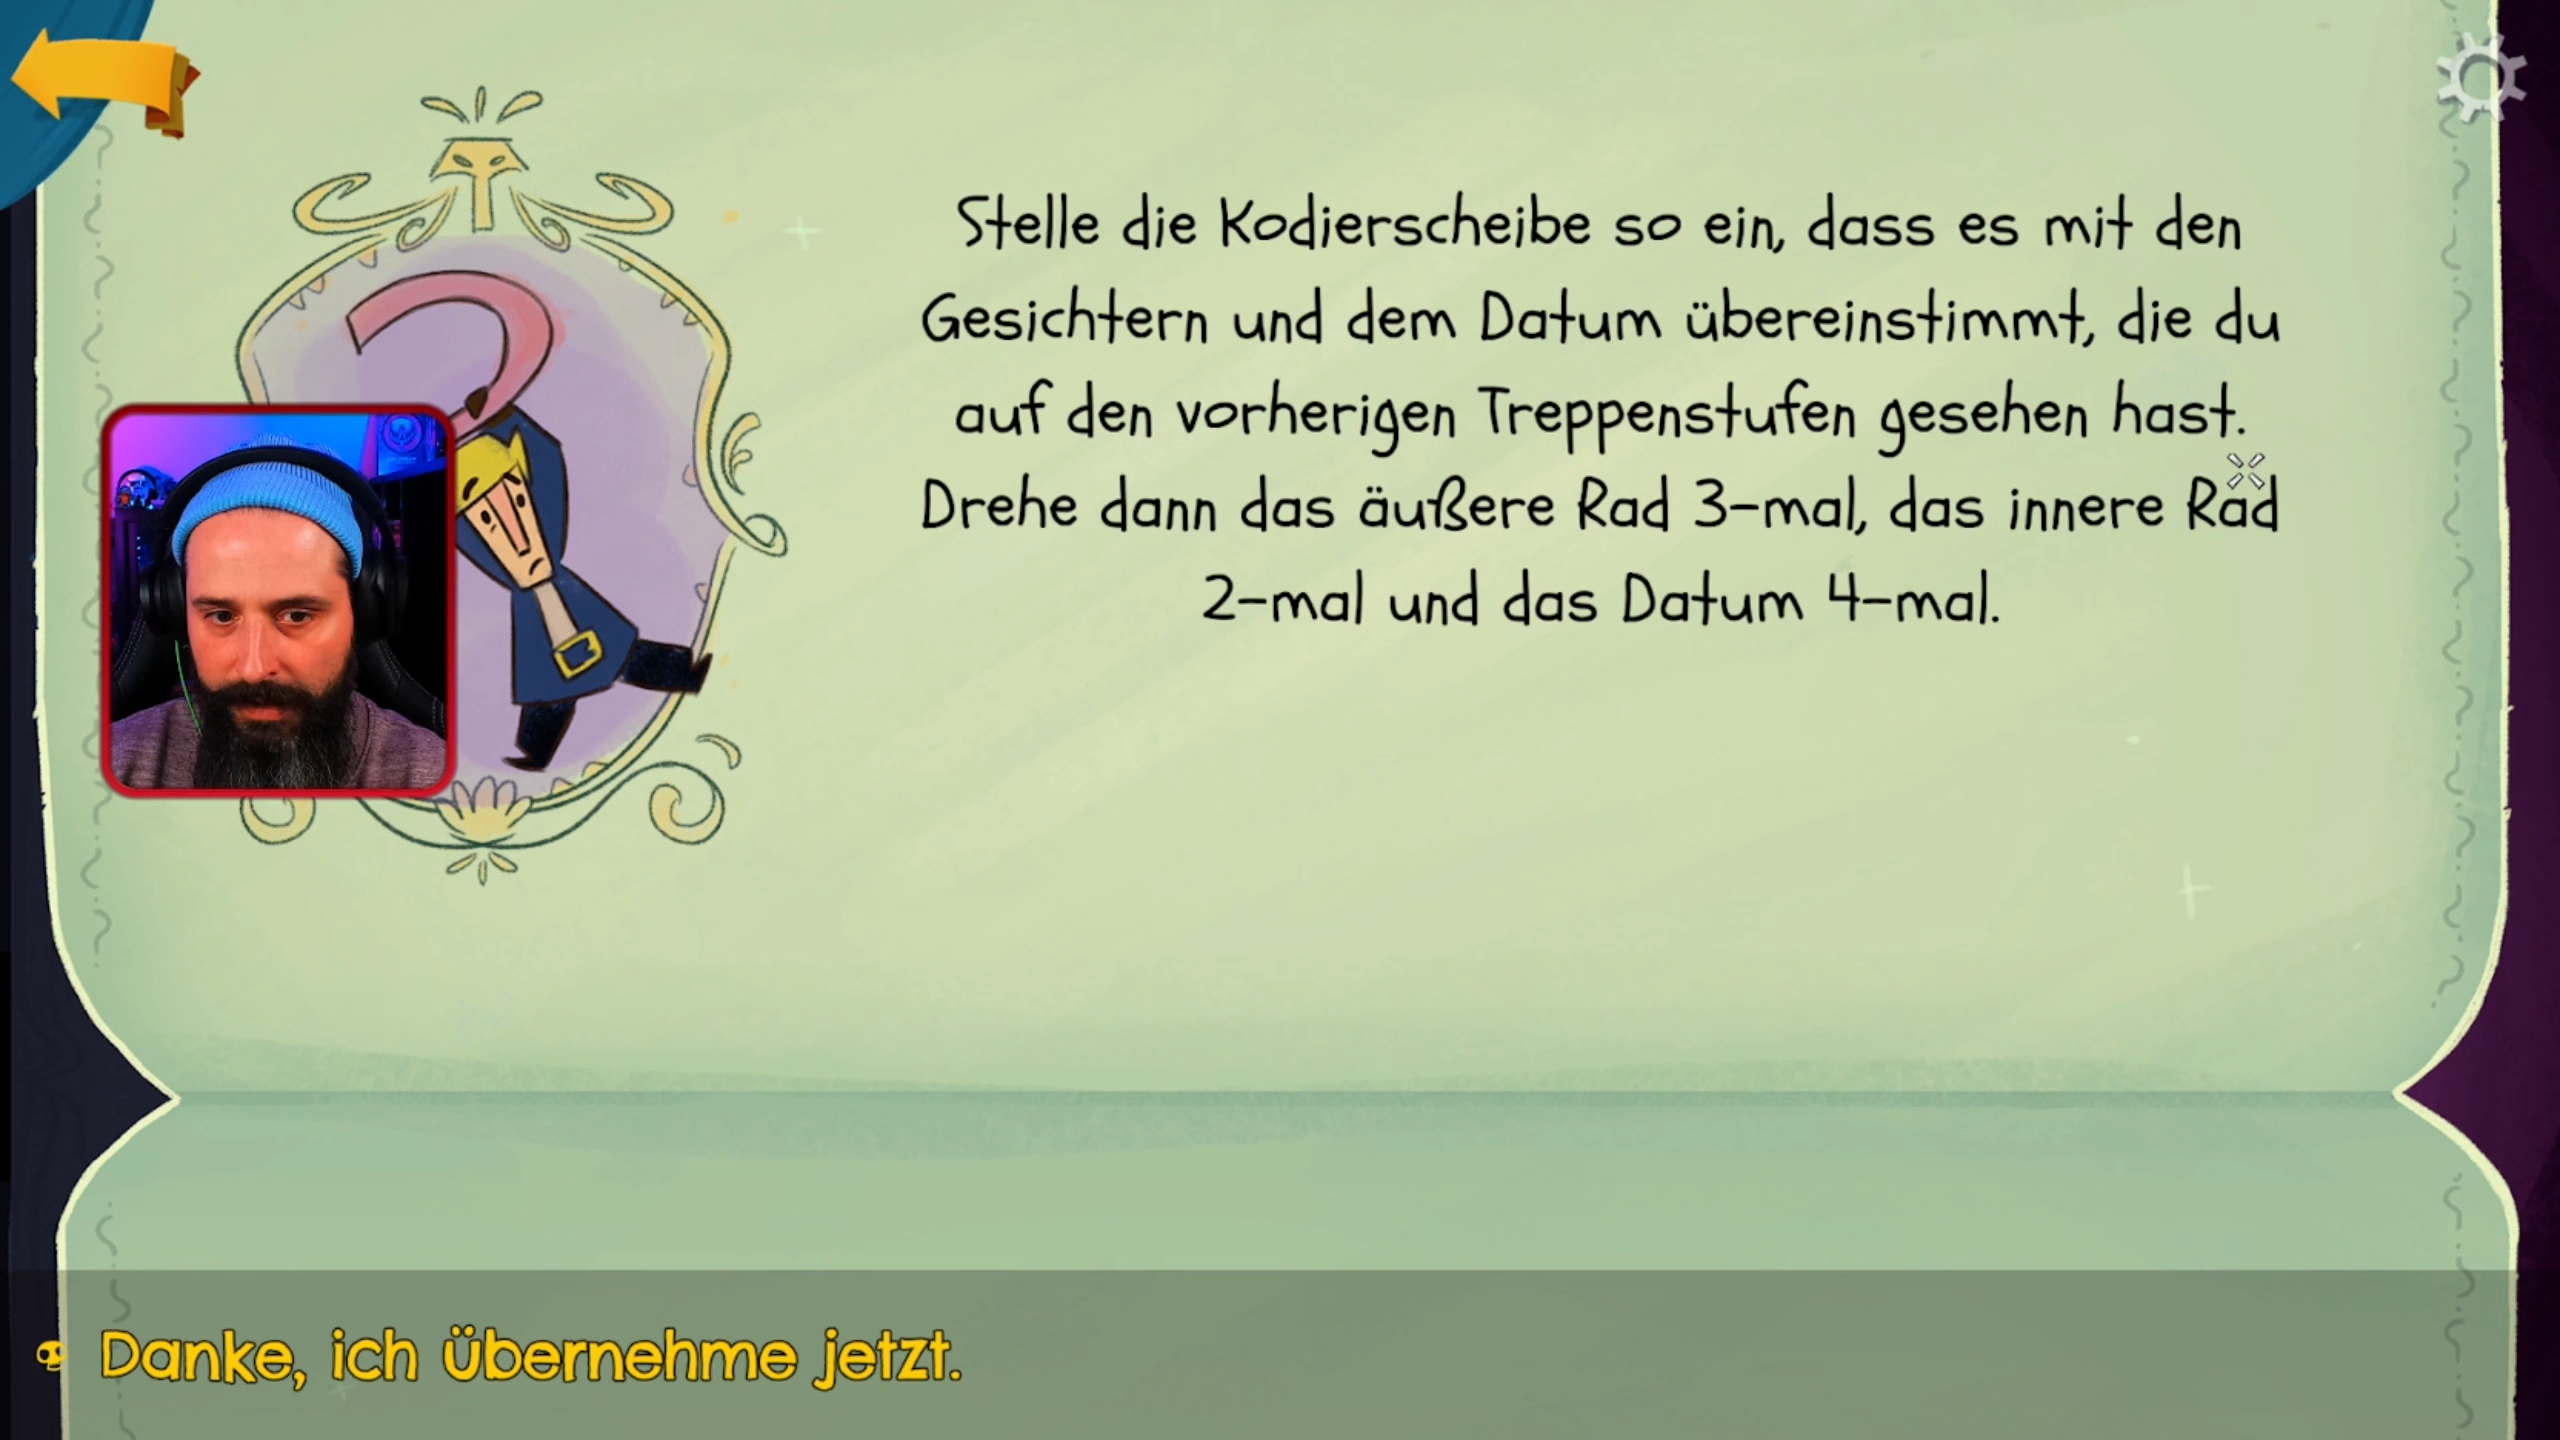 Stelle die Kodierscheibe so ein, dass es mit den
Gesichtern und dem Datum übereinstimmt, die du
auf den vorherigen Treppenstufen gesehen hast.
Drehe dann das äußere Rad 3-mal, das innere Rad
2-mal und das Datum 4-mal.
Danke, ich übernehme jetzt.